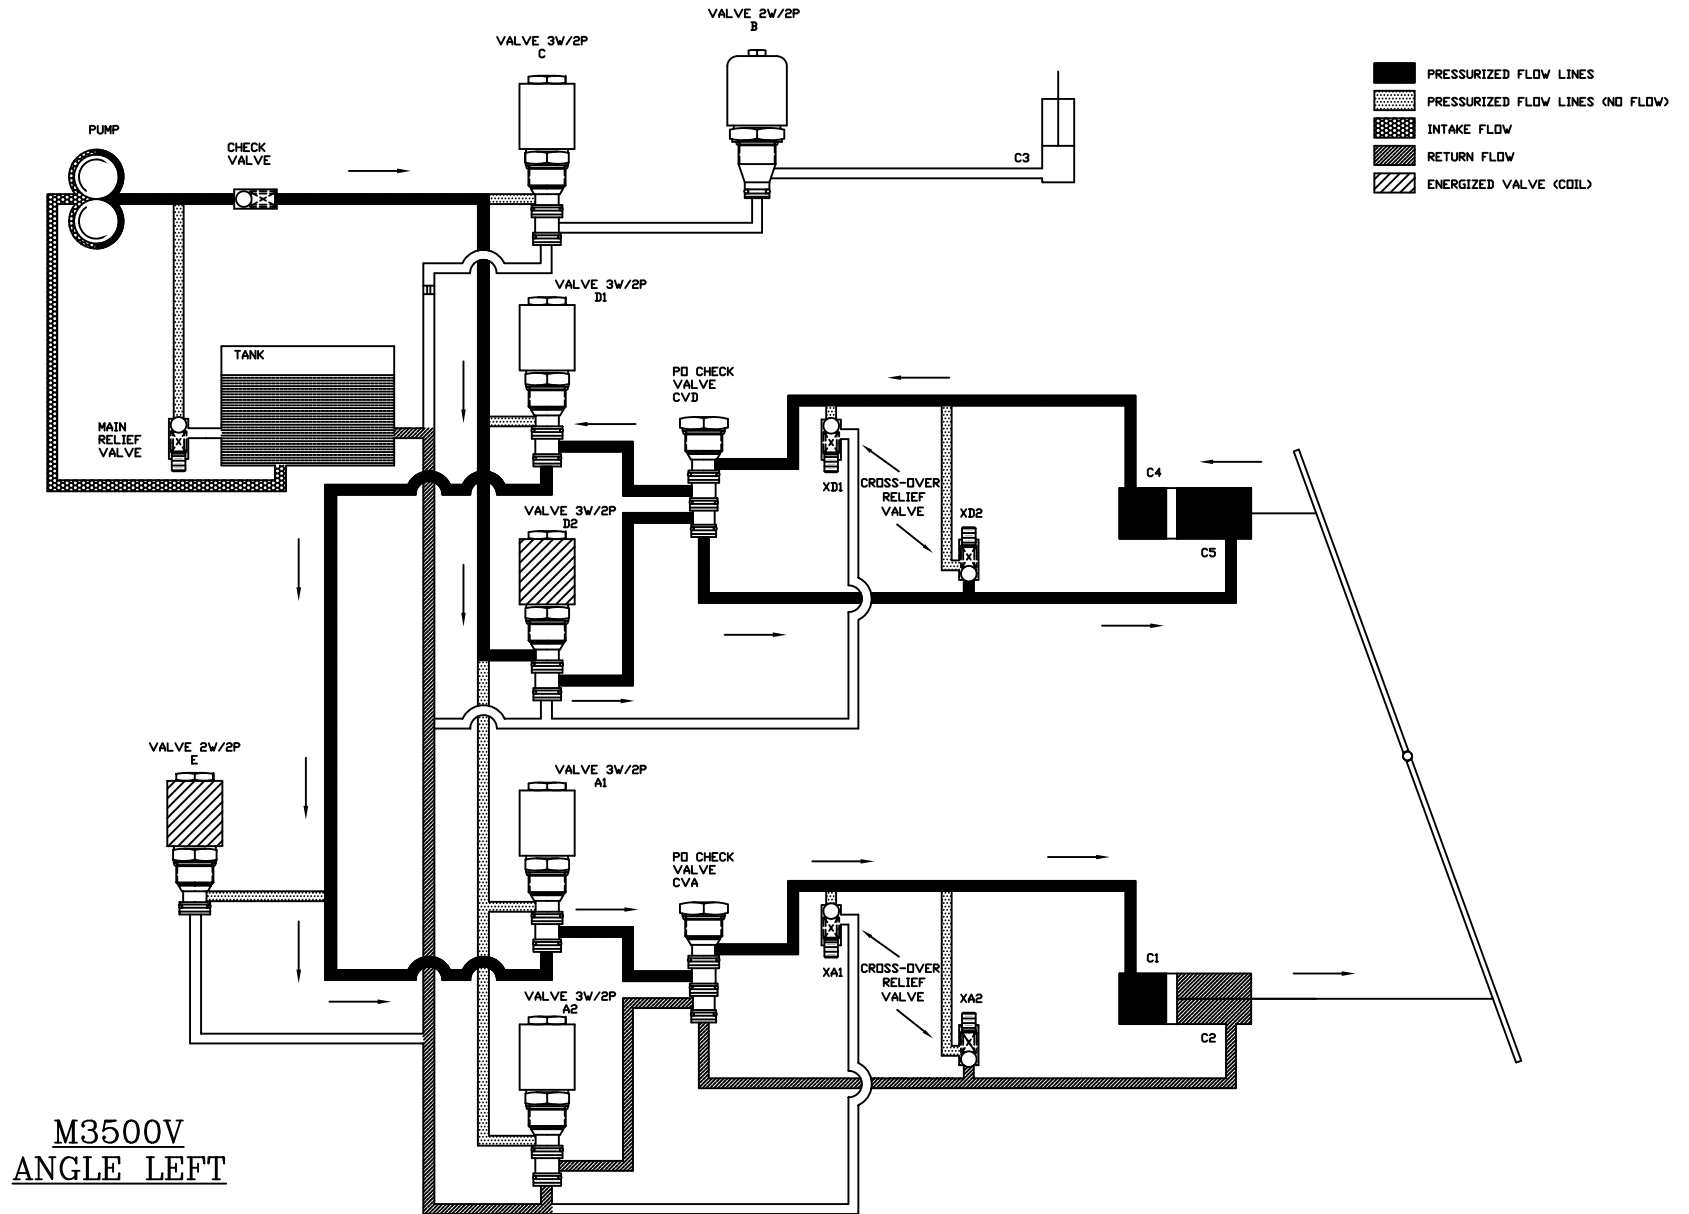 VALVE 2W/2P
B
VALVE 3W/2P
C
PRESSURIZED FLOW LINES
PRESSURIZED FLOW LINES (NO FLOW)
INTAKE FLOW
RETURN FLOW
ENERGIZED VALVE (COIL)
PUMP
CHECK
VALVE
C3
VALVE 3W/2P
D1
TANK
MAIN
RELIEF
VALVE
PO CHECK
VALVE
CVD
XD1
CROSS-OVER
RELIEF
VALVE
XD2
C4
C5
VALVE 3W/2P
D2
VALVE 2W/2P
E
VALVE 3W/2P
A1
PO CHECK
VALVE
CVA
XA1
CROSS-OVER
RELIEF
VALVE
XA2
C1
C2
VALVE 3W/2P
A2
M3500V
ANGLE LEFT